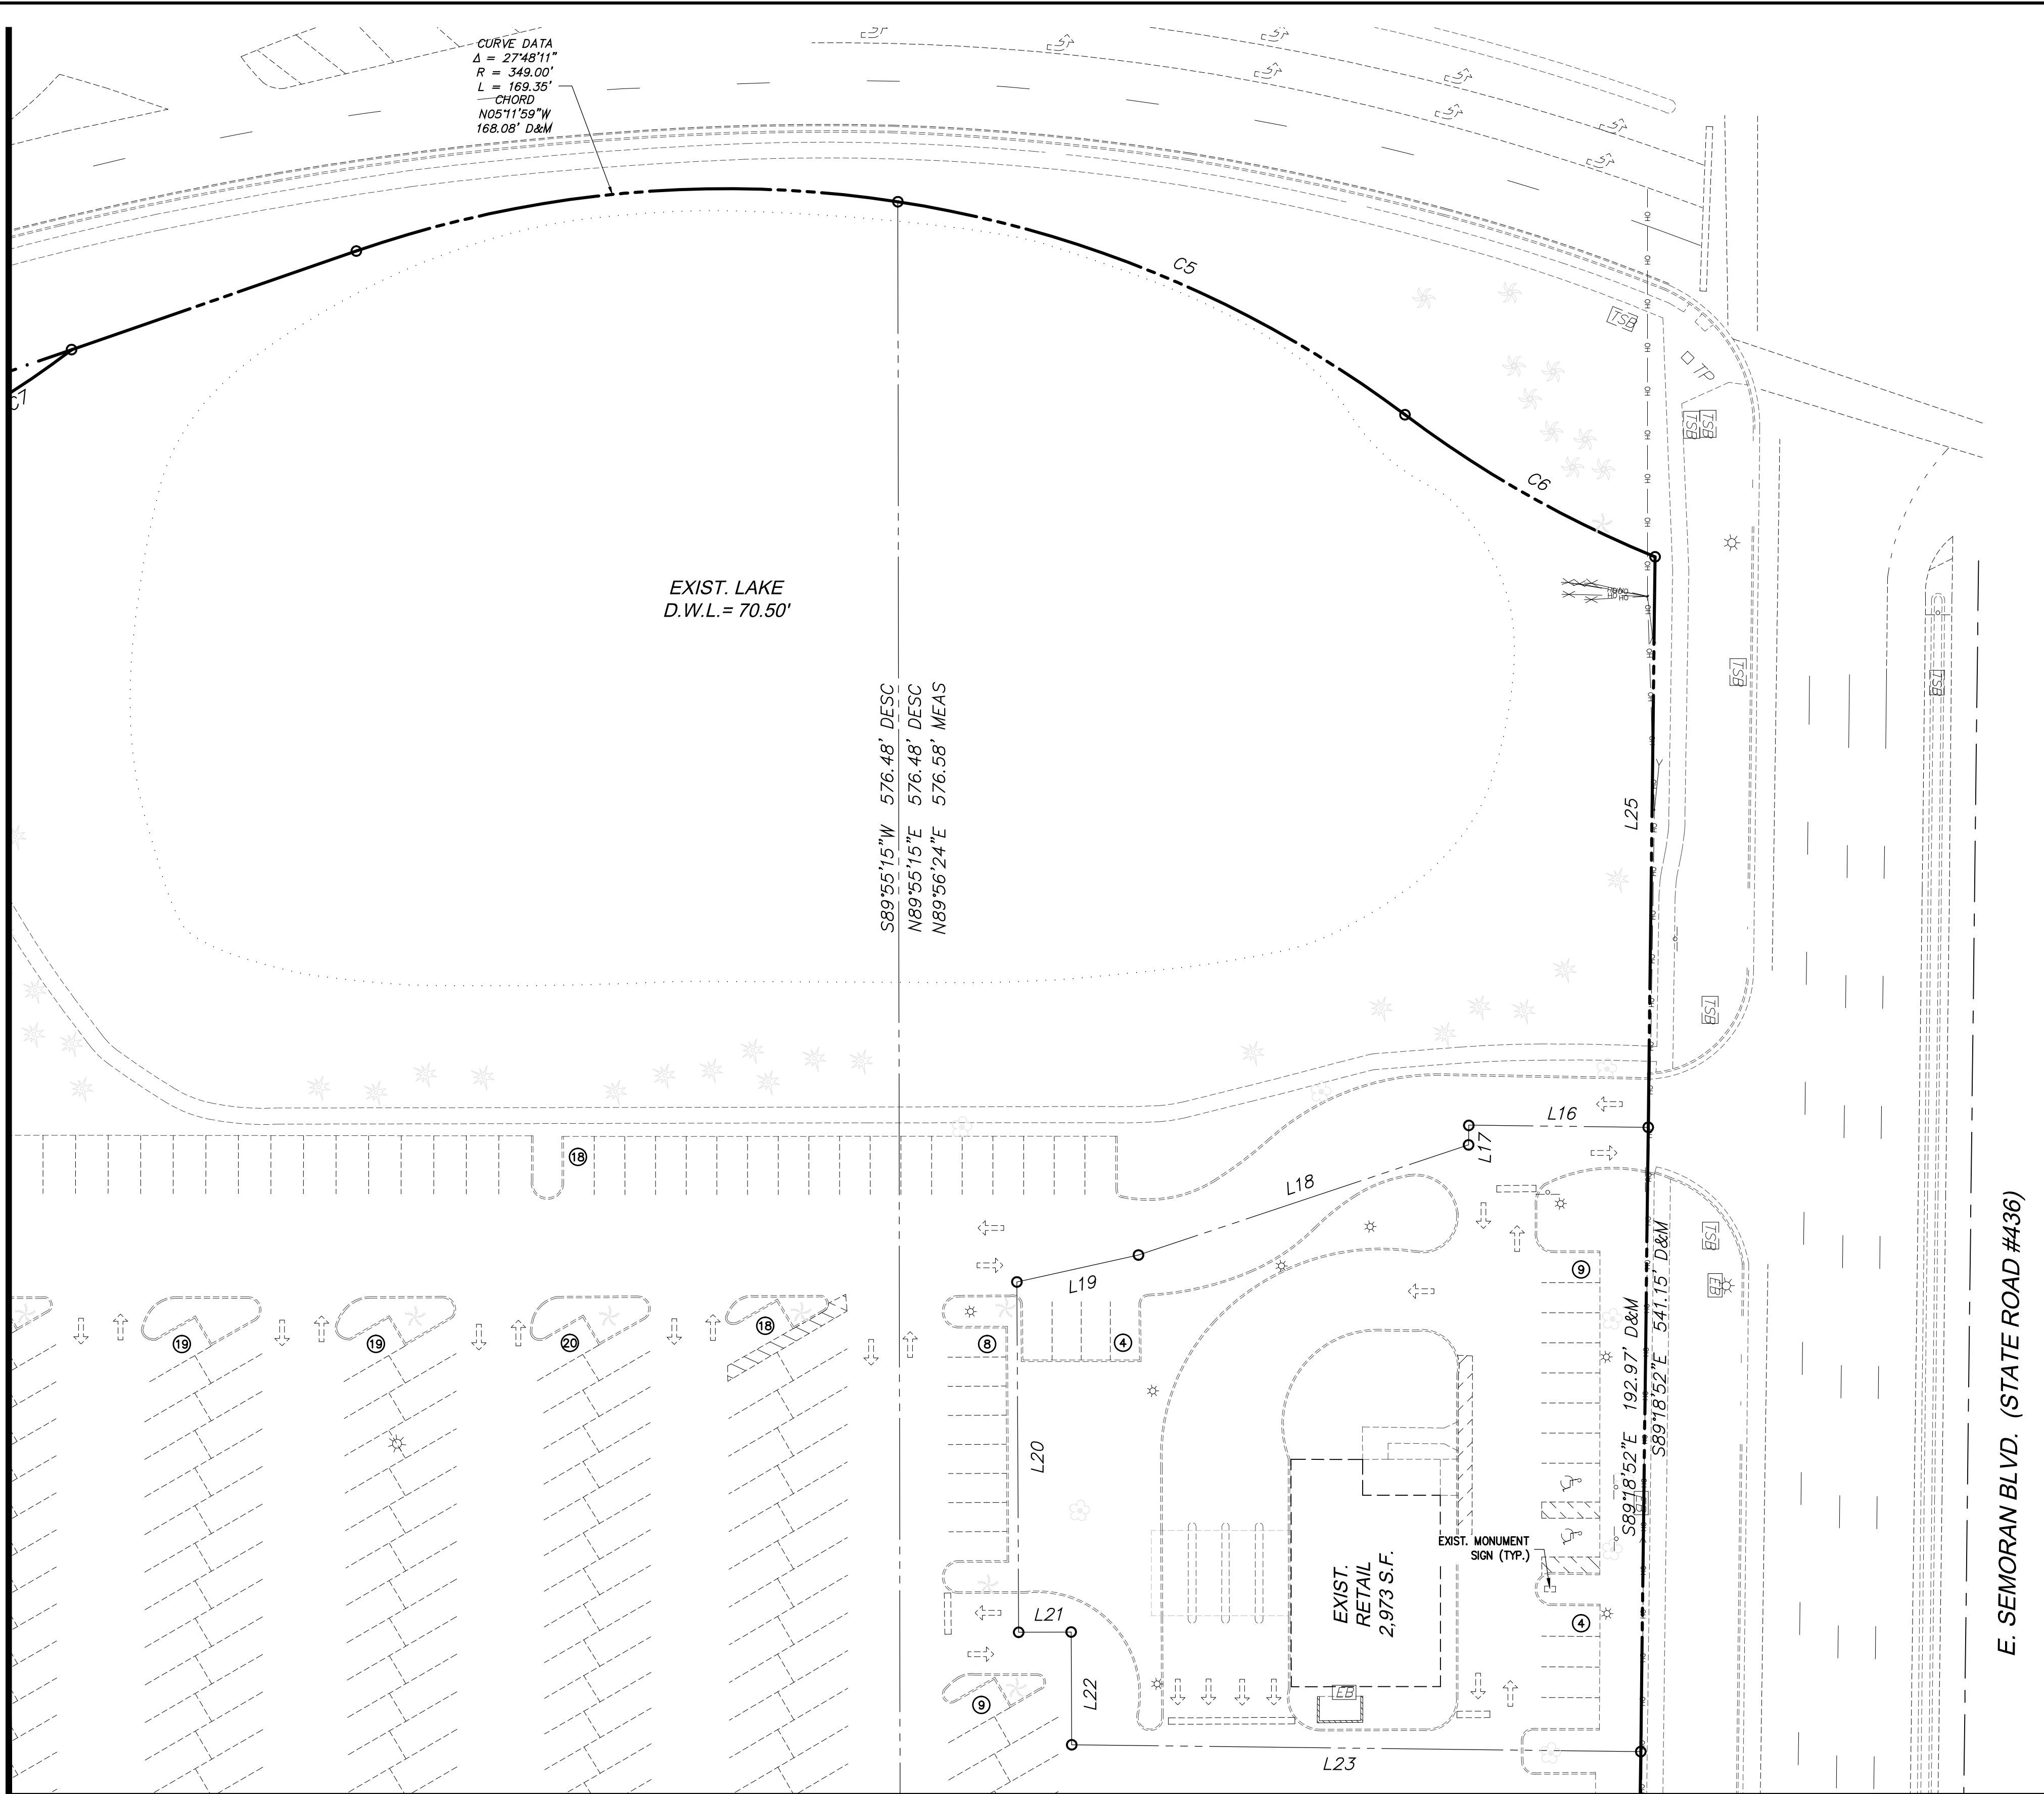 CURVE DATA
Δ = 27°48'11"
R = 349.00'
L = 169.35'
CHORD
N05°11'59"W
168.08' D&M
C5
TSB
TP
C7
TSB
TSB
C6
EXIST. LAKE
D.W.L.= 70.50'
TSB
TSB
S89°55'15"W 576.48' DESC
N89°55'15"E 576.48' DESC
N89°56'24"E 576.58' MEAS
L25
TSB
L16
L17
18
L18
TSB
EB
L19
9
19
19
20
18
8
4
S89°18'52"E 192.97' D&M
S89°18'52"E 541.15' D&M
E. SEMORAN BLVD. (STATE ROAD #436)
L20
EB
EXIST. MONUMENT
SIGN (TYP.)
EXIST.
RETAIL
2,973 S.F.
L21
4
L22
9
EB
L23
OH